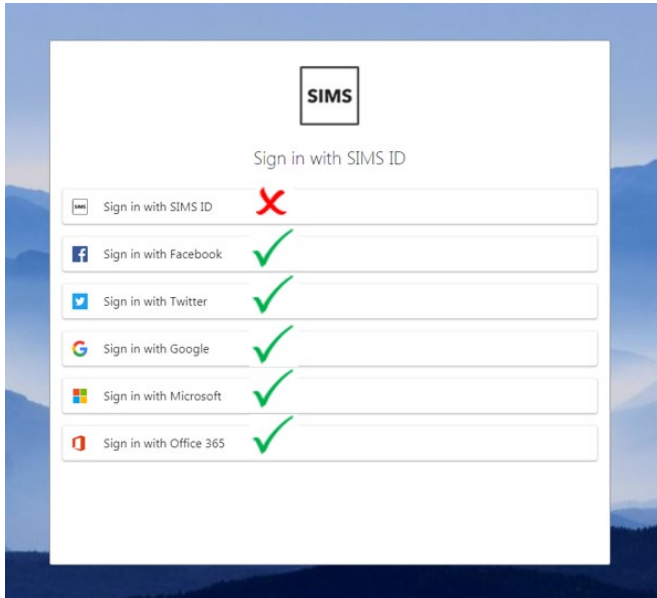 SIMS
Sign in with SIMS ID
SIMS Sign in with SIMS ID
Sign in with Facebook
Sign in with Twitter
Sign in with Google
Sign in with Microsoft
Sign in with Office 365